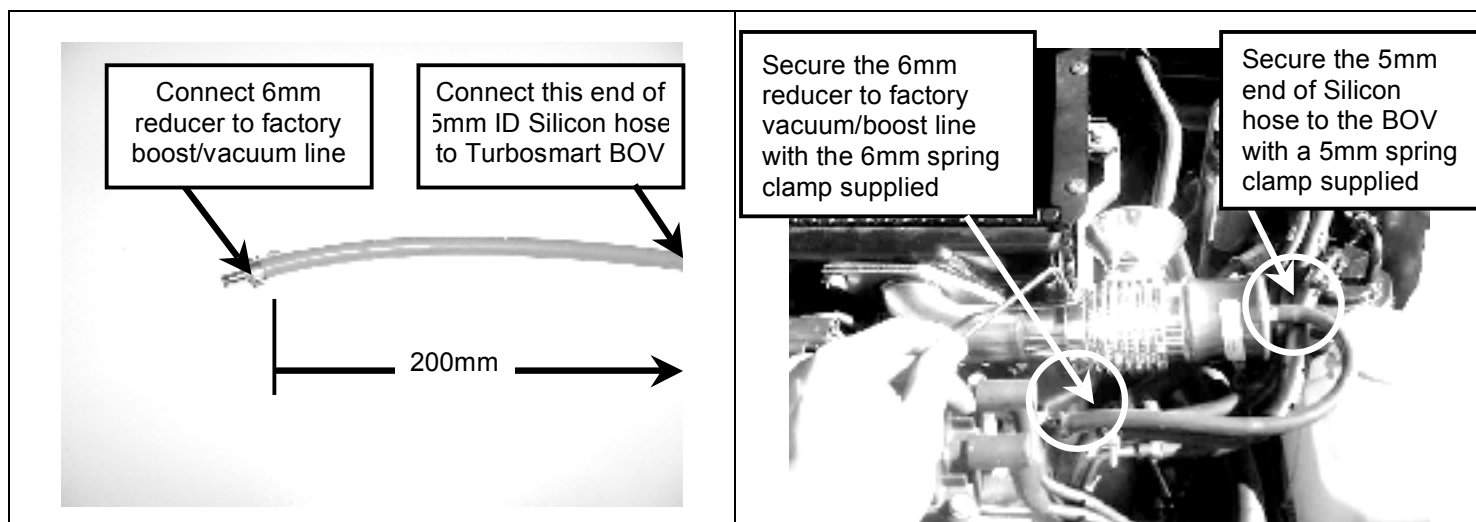 Connect 6mm
reducer to factory
boost/vacuum line
Connect this end of
5mm ID Silicon hose
to Turbosmart BOV
200mm
Secure the 6mm
reducer to factory
vacuum/boost line
with the 6mm spring
clamp supplied
Secure the 5mm
end of Silicon
hose to the BOV
with a 5mm spring
clamp supplied